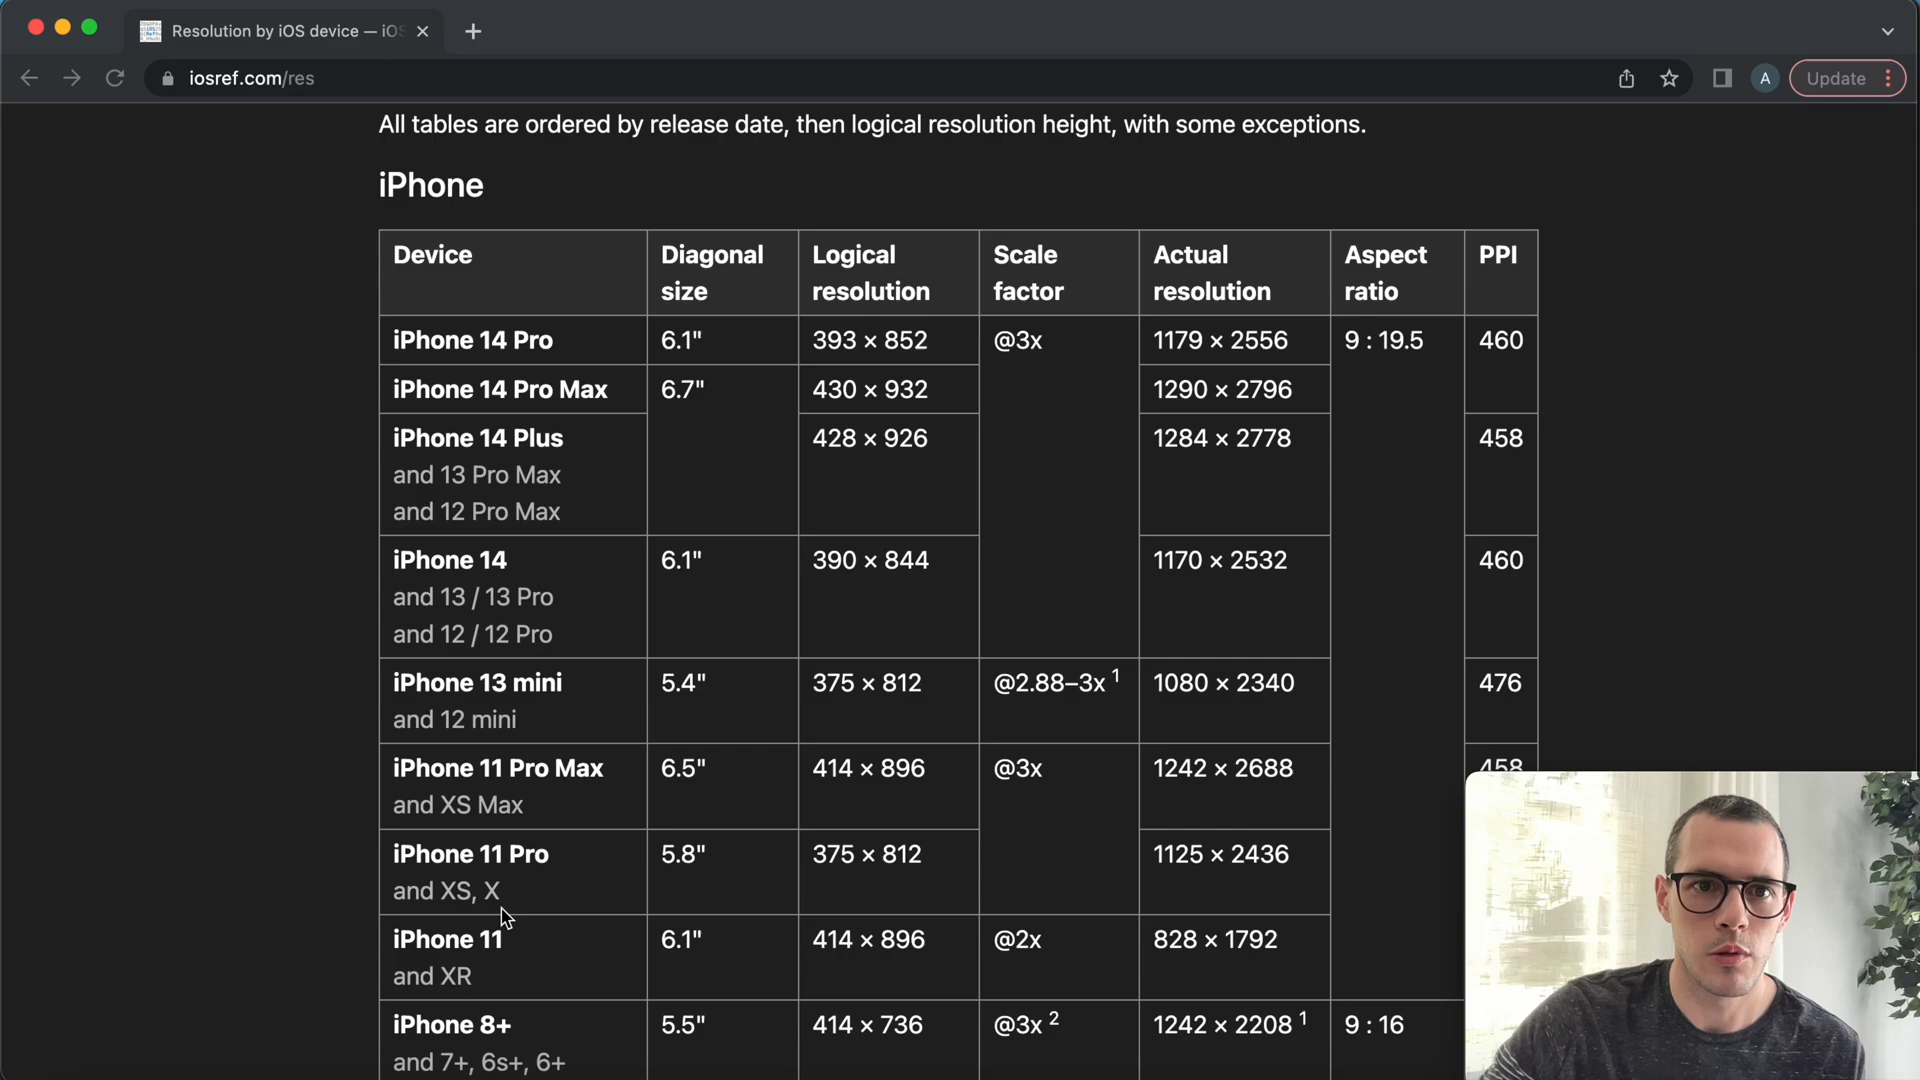 Resolution by iOS device — iOS
iosref.com/res
A
Update
All tables are ordered by release date, then logical resolution height, with some exceptions.
iPhone
Device Diagonal size Logical resolution Scale factor Actual resolution Aspect ratio PPI
iPhone 14 Pro 6.1" 393 × 852 @3x 1179 × 2556 9 : 19.5 460
iPhone 14 Pro Max 6.7" 430 × 932 1290 × 2796
iPhone 14 Plus 428 × 926 1284 × 2778 458
and 13 Pro Max
and 12 Pro Max
iPhone 14 6.1" 390 × 844 1170 × 2532 460
and 13 / 13 Pro
and 12 / 12 Pro
iPhone 13 mini 5.4" 375 × 812 @2.88–3x 1 1080 × 2340 476
and 12 mini
iPhone 11 Pro Max 6.5" 414 × 896 @3x 1242 × 2688 458
and XS Max
iPhone 11 Pro 5.8" 375 × 812 1125 × 2436
and XS, X
iPhone 11 6.1" 414 × 896 @2x 828 × 1792
and XR
iPhone 8+ 5.5" 414 × 736 @3x 2 1242 × 2208 1 9 : 16
and 7+, 6s+, 6+